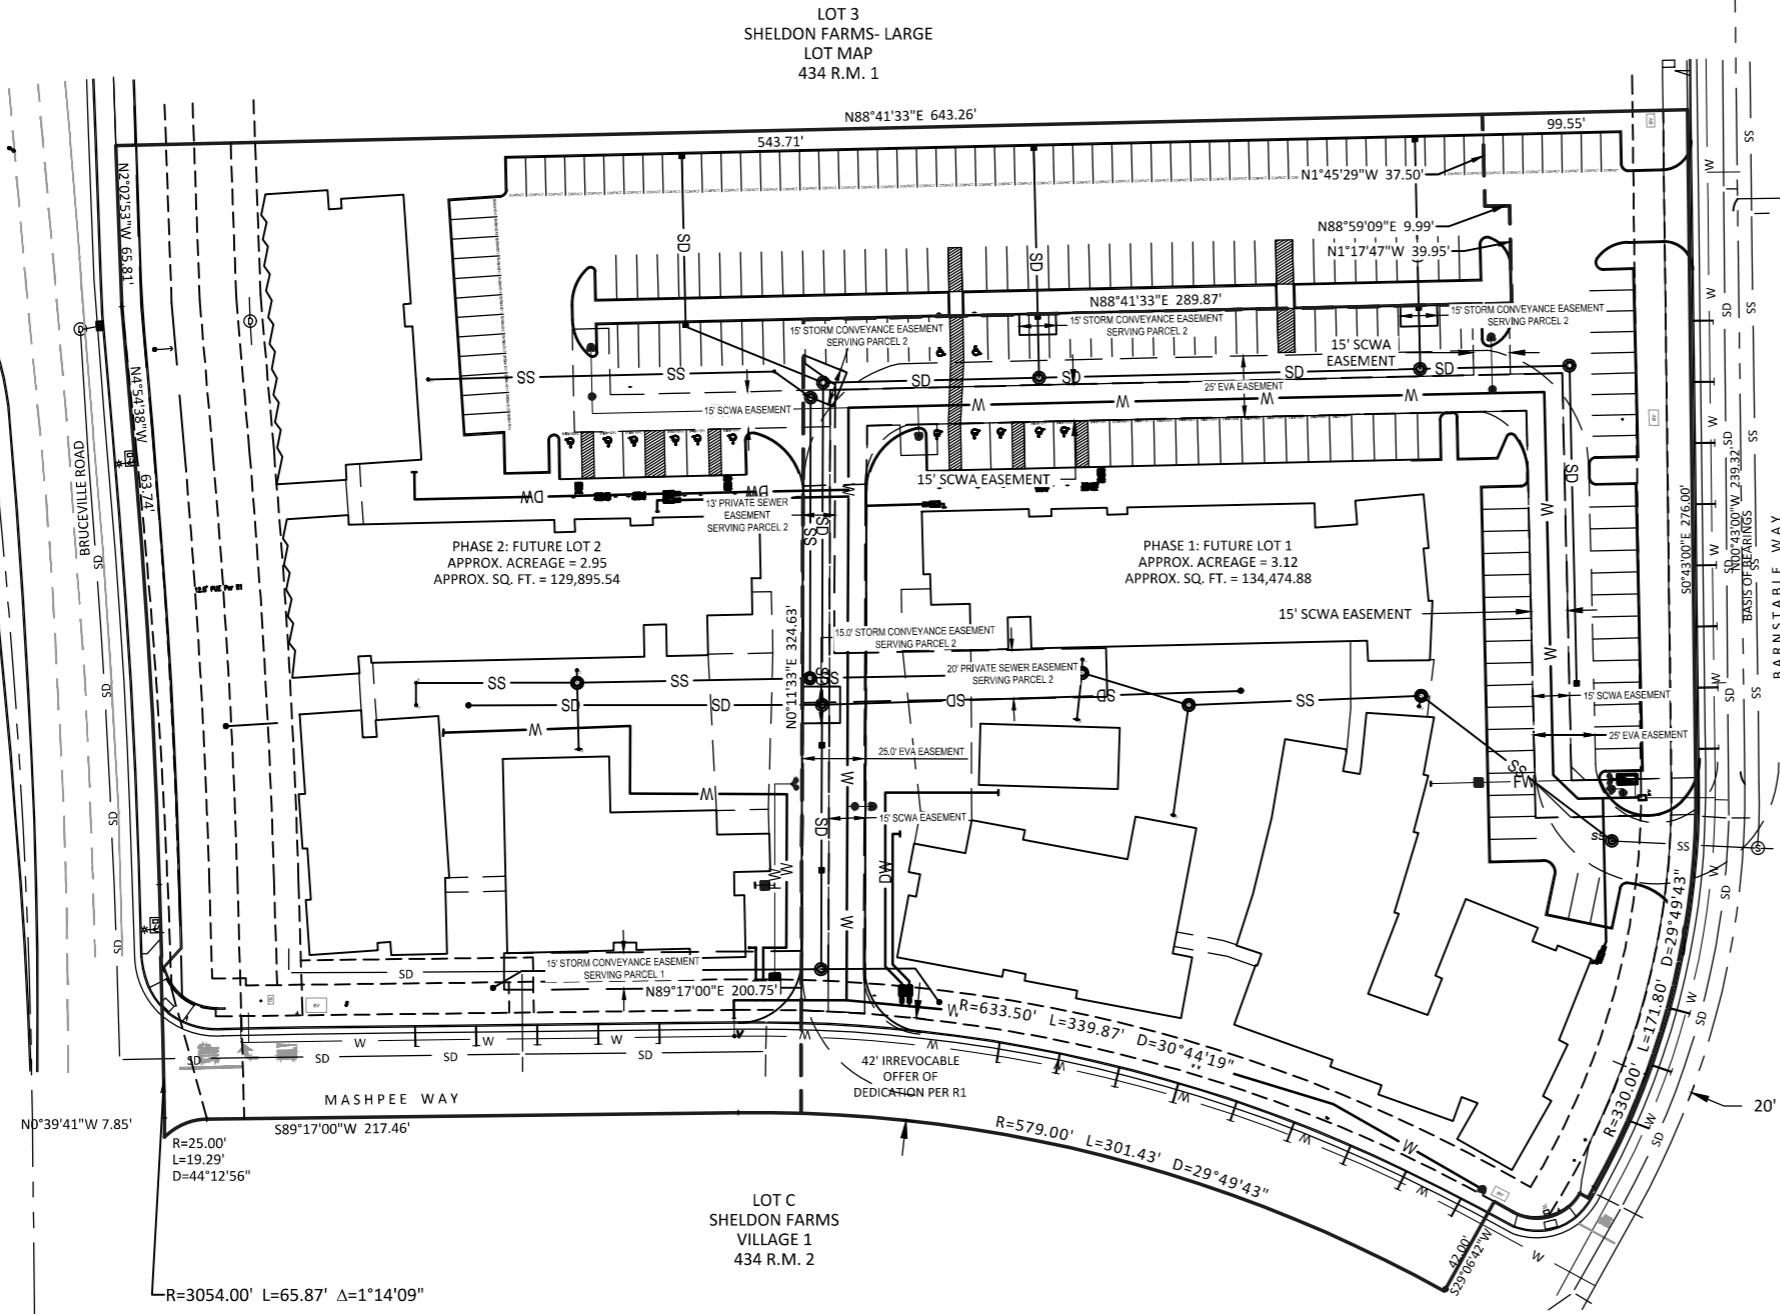 LOT 3
SHELDON FARMS- LARGE
LOT MAP
434 R.M. 1
N88°41'33"E 643.26'
543.71'
99.55'
N1°45'29"W 37.50'
N88°59'09"E 9.99'
N1°17'47"W 39.95'
N88°41'33"E 289.87'
N2°02'53"W 65.81'
N4°54'38"W 63.74'
BRUCEVILLE ROAD
15' STORM CONVEYANCE EASEMENT
SERVING PARCEL 2
15' STORM CONVEYANCE EASEMENT
SERVING PARCEL 2
15' STORM CONVEYANCE EASEMENT
SERVING PARCEL 2
15' SCWA
EASEMENT
25' EVA EASEMENT
15' SCWA EASEMENT
15' SCWA EASEMENT
13' PRIVATE SEWER
EASEMENT
SERVING PARCEL 2
PHASE 2: FUTURE LOT 2
APPROX. ACREAGE = 2.95
APPROX. SQ. FT. = 129,895.54
PHASE 1: FUTURE LOT 1
APPROX. ACREAGE = 3.12
APPROX. SQ. FT. = 134,474.88
12.5' PUE Per R1
15' SCWA EASEMENT
N0°11'33"E 324.63'
15.0' STORM CONVEYANCE EASEMENT
SERVING PARCEL 2
20' PRIVATE SEWER EASEMENT
SERVING PARCEL 2
15' SCWA EASEMENT
25' EVA EASEMENT
25.0' EVA EASEMENT
15' SCWA EASEMENT
S0°43'00"E 276.00'
N00°43'00"W 239.32'
BASIS OF BEARINGS
BARNSTABLE WAY
FW
15' STORM CONVEYANCE EASEMENT
SERVING PARCEL 1
N89°17'00"E 200.75'
R=633.50' L=339.87' D=30°44'19"
R=330.00' L=171.80' D=29°49'43"
42' IRREVOCABLE
OFFER OF
DEDICATION PER R1
MASHPEE WAY
20'
N0°39'41"W 7.85'
S89°17'00"W 217.46'
R=25.00'
L=19.29'
D=44°12'56"
R=579.00' L=301.43' D=29°49'43"
42.00'
S29°06'42"W
LOT C
SHELDON FARMS
VILLAGE 1
434 R.M. 2
R=3054.00' L=65.87' Δ=1°14'09"